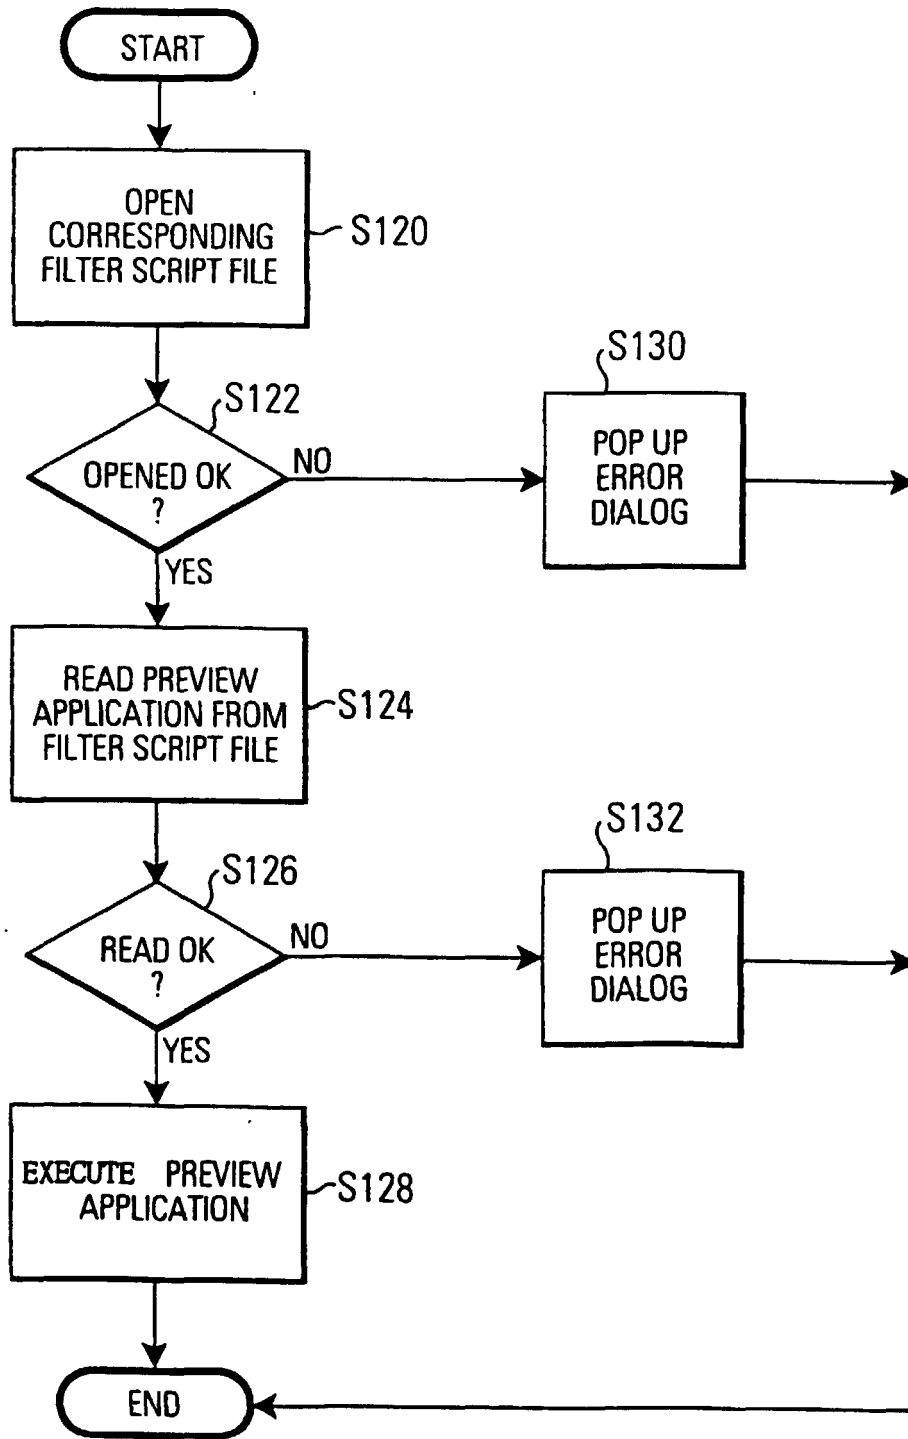 START
OPEN
CORRESPONDING
FILTER SCRIPT FILE
S120
S122
OPENED OK
?
NO
YES
S130
POP UP
ERROR
DIALOG
READ PREVIEW
APPLICATION FROM
FILTER SCRIPT FILE
S124
S126
READ OK
?
NO
YES
S132
POP UP
ERROR
DIALOG
EXECUTE PREVIEW
APPLICATION
S128
END